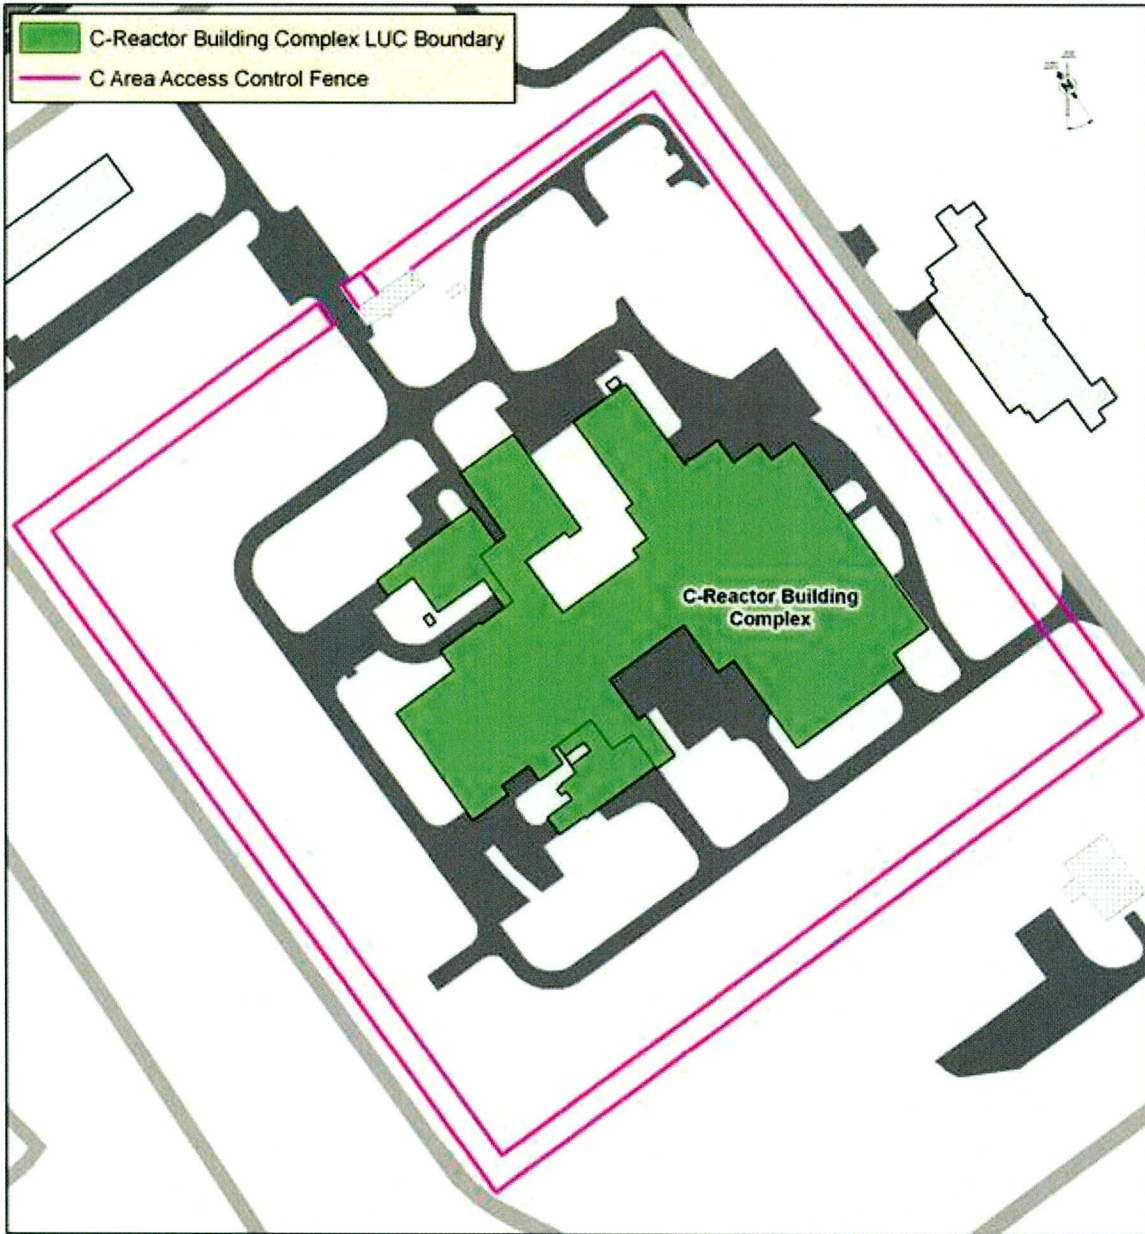 C-Reactor Building Complex LUC Boundary
C Area Access Control Fence
C-Reactor Building
Complex